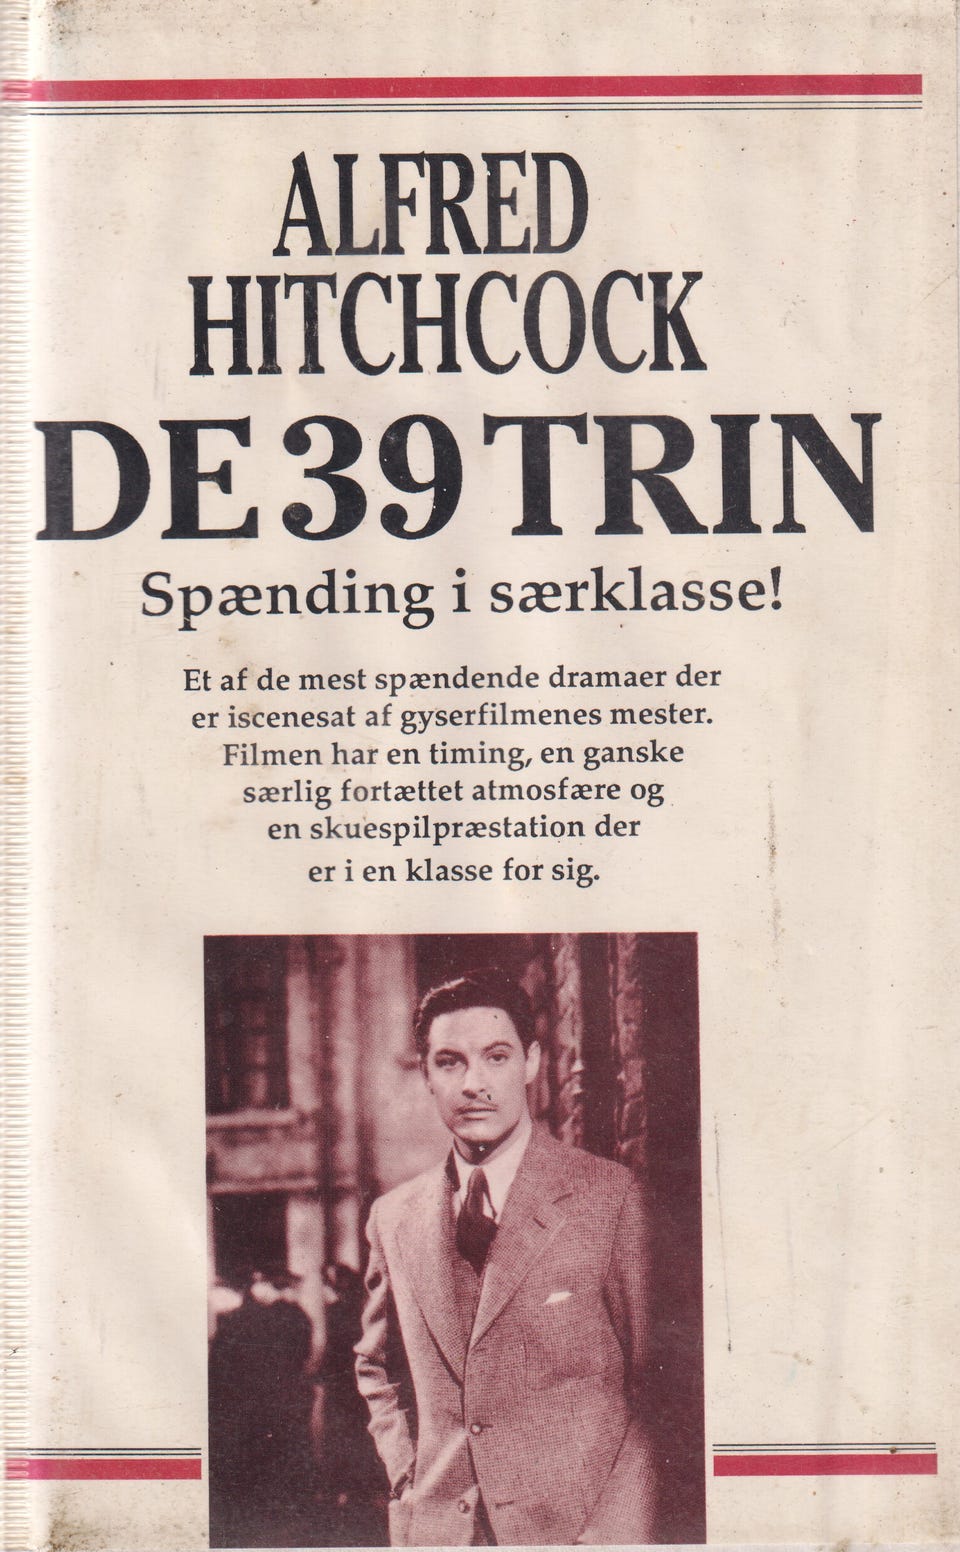 ALFRED
HITCHCOCK
DE 39 TRIN
Spænding i særklasse!
Et af de mest spændende dramaer der
er iscenesat af gyserfilmenes mester.
Filmen har en timing, en ganske
særlig fortættet atmosfære og
en skuespilpræstation der
er i en klasse for sig.